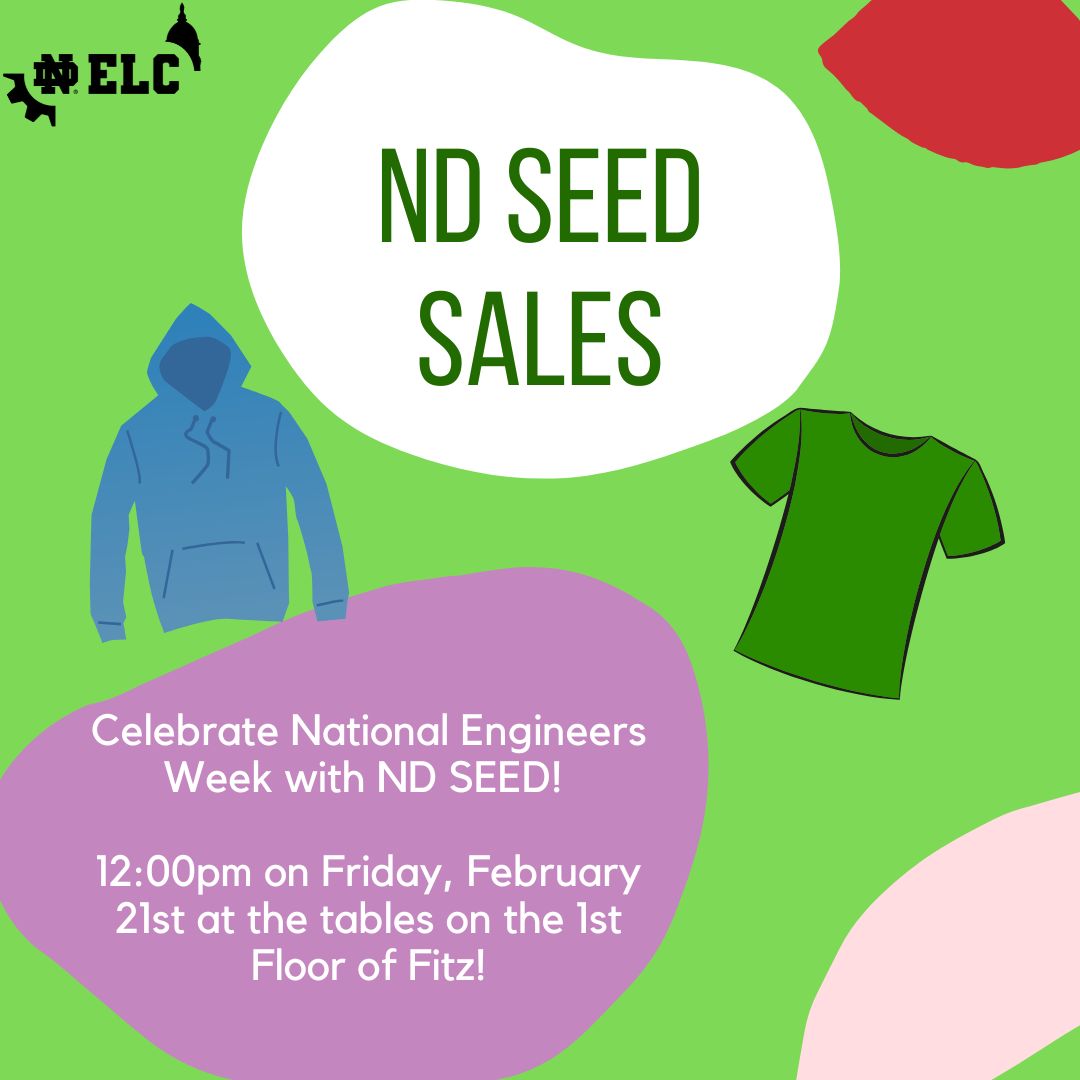 ND ELC
ND SEED
SALES
Celebrate National Engineers
Week with ND SEED!
12:00pm on Friday, February
21st at the tables on the 1st
Floor of Fitz!